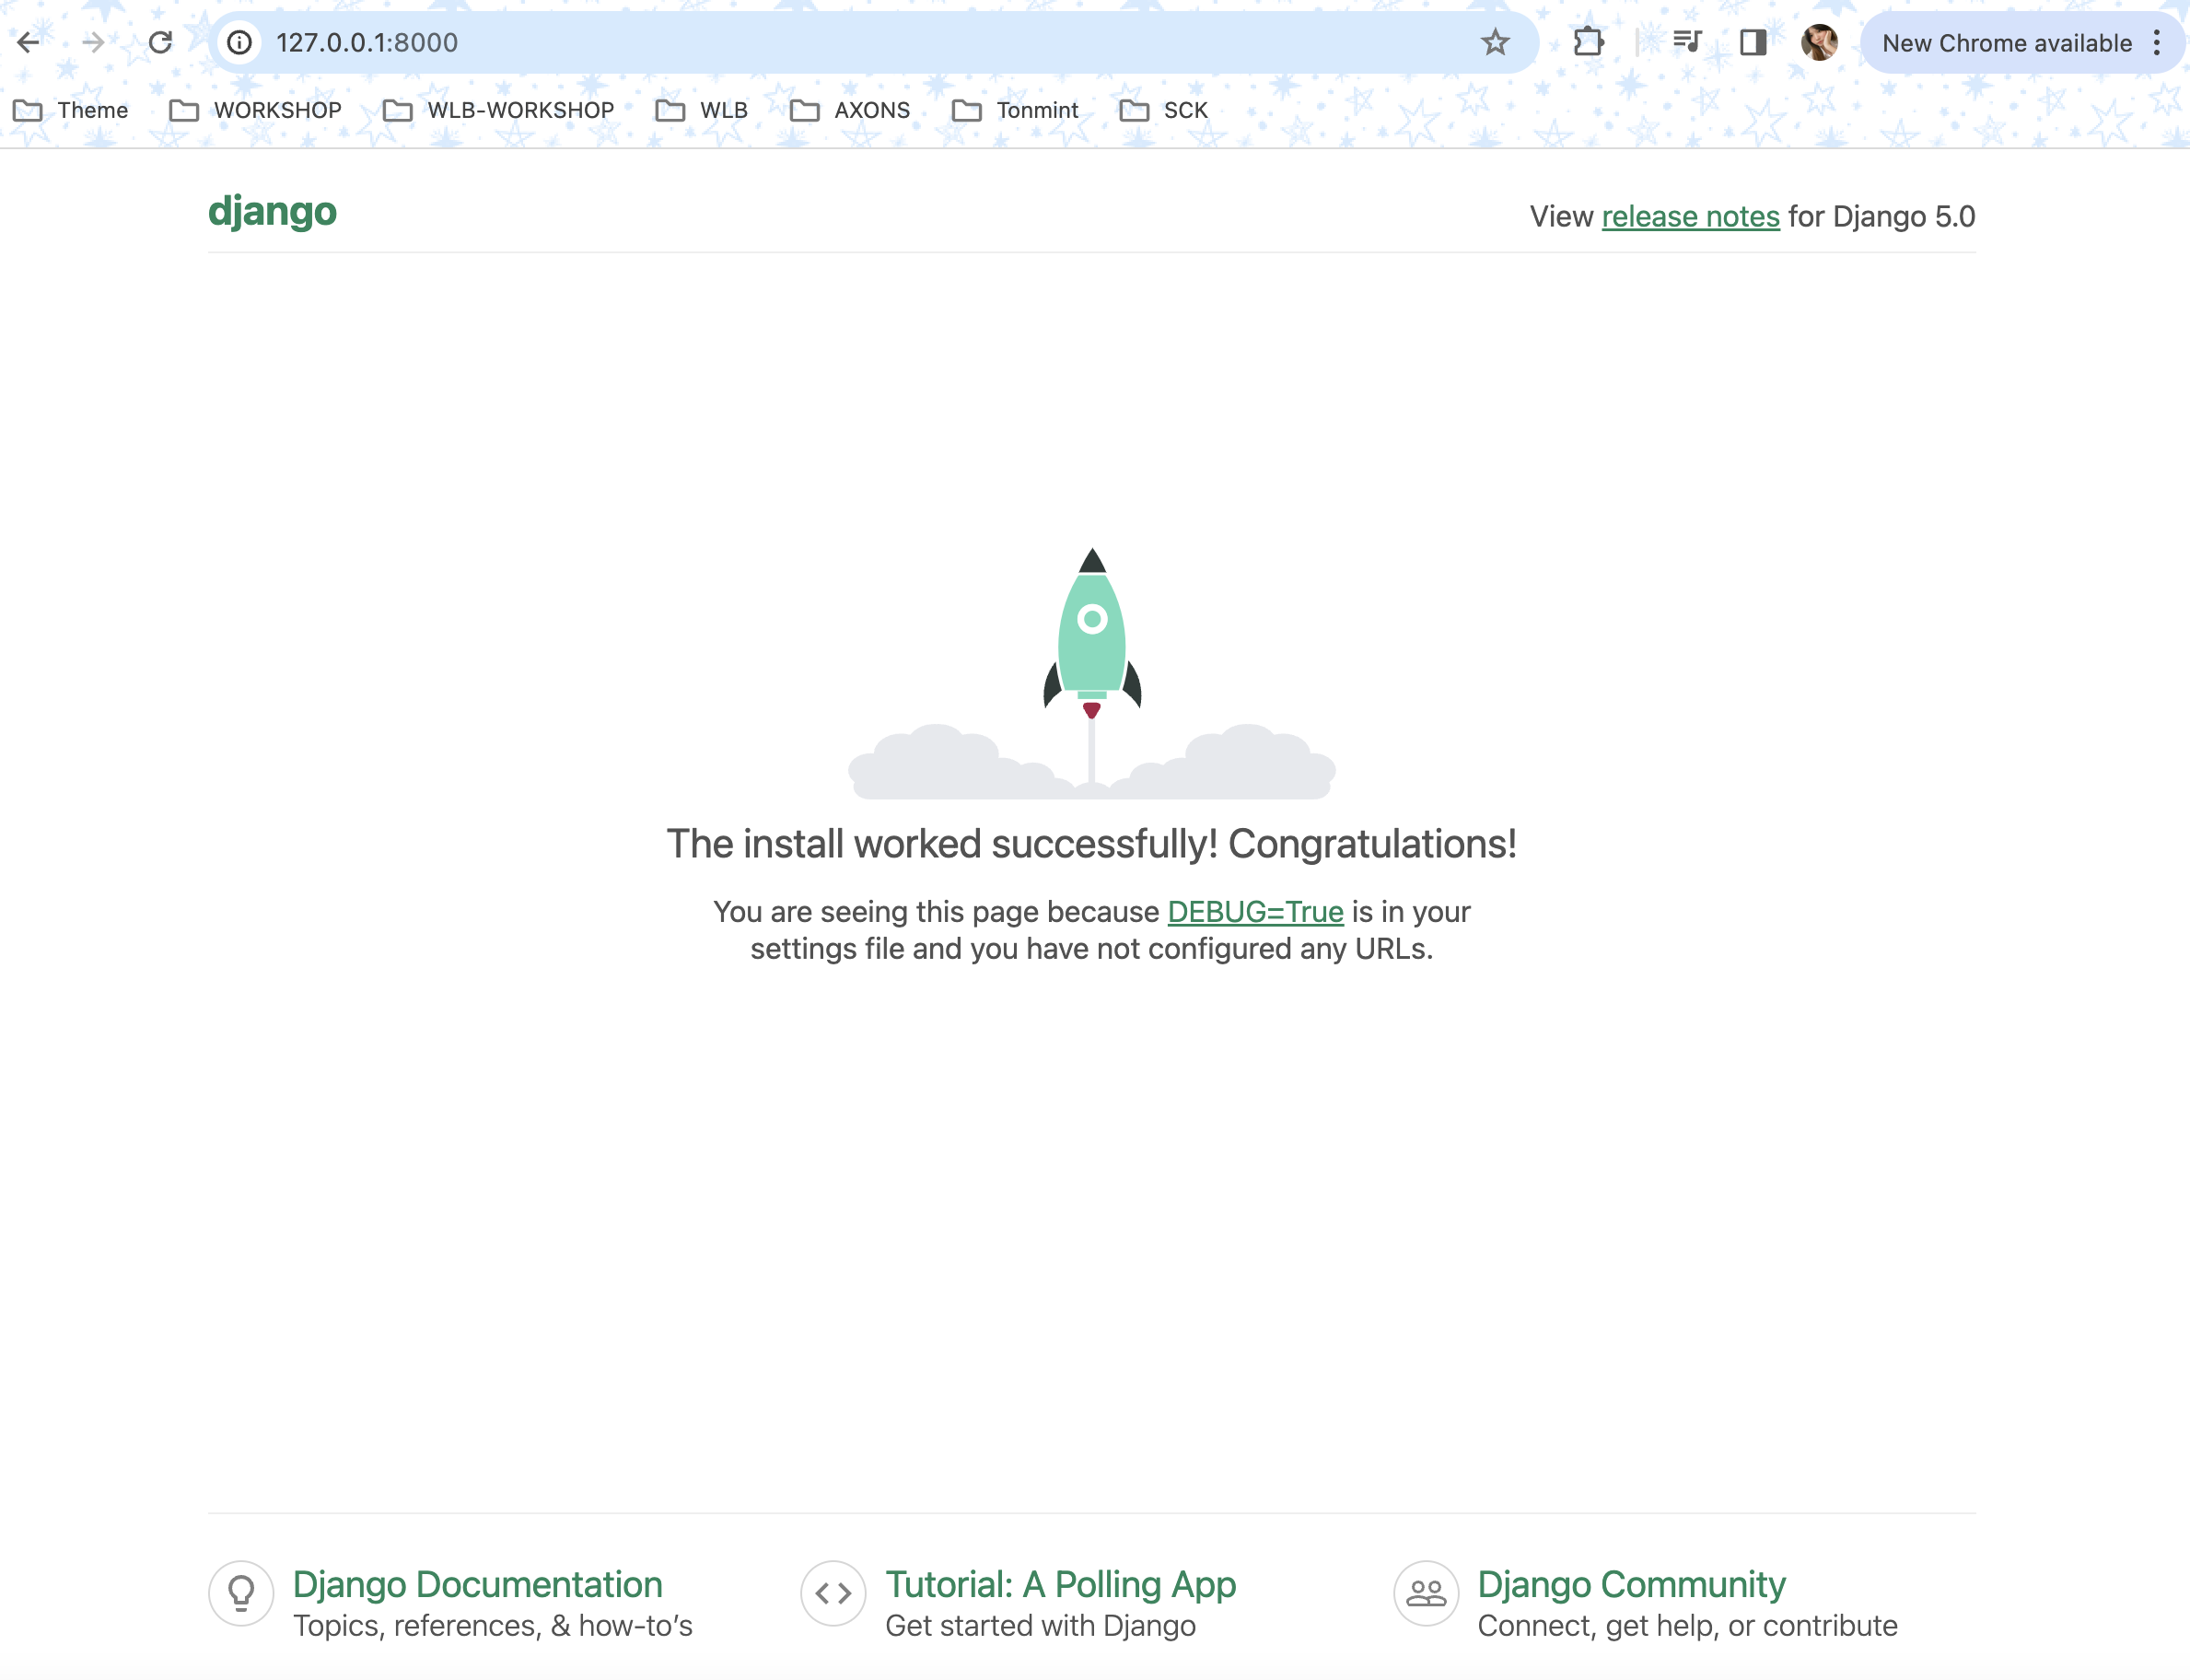 127.0.0.1:8000
New Chrome available
Theme WORKSHOP WLB-WORKSHOP WLB AXONS Tonmint SCK
django
View release notes for Django 5.0
The install worked successfully! Congratulations!
You are seeing this page because DEBUG=True is in your
settings file and you have not configured any URLs.
Django Documentation
Topics, references, & how-to’s
Tutorial: A Polling App
Get started with Django
Django Community
Connect, get help, or contribute